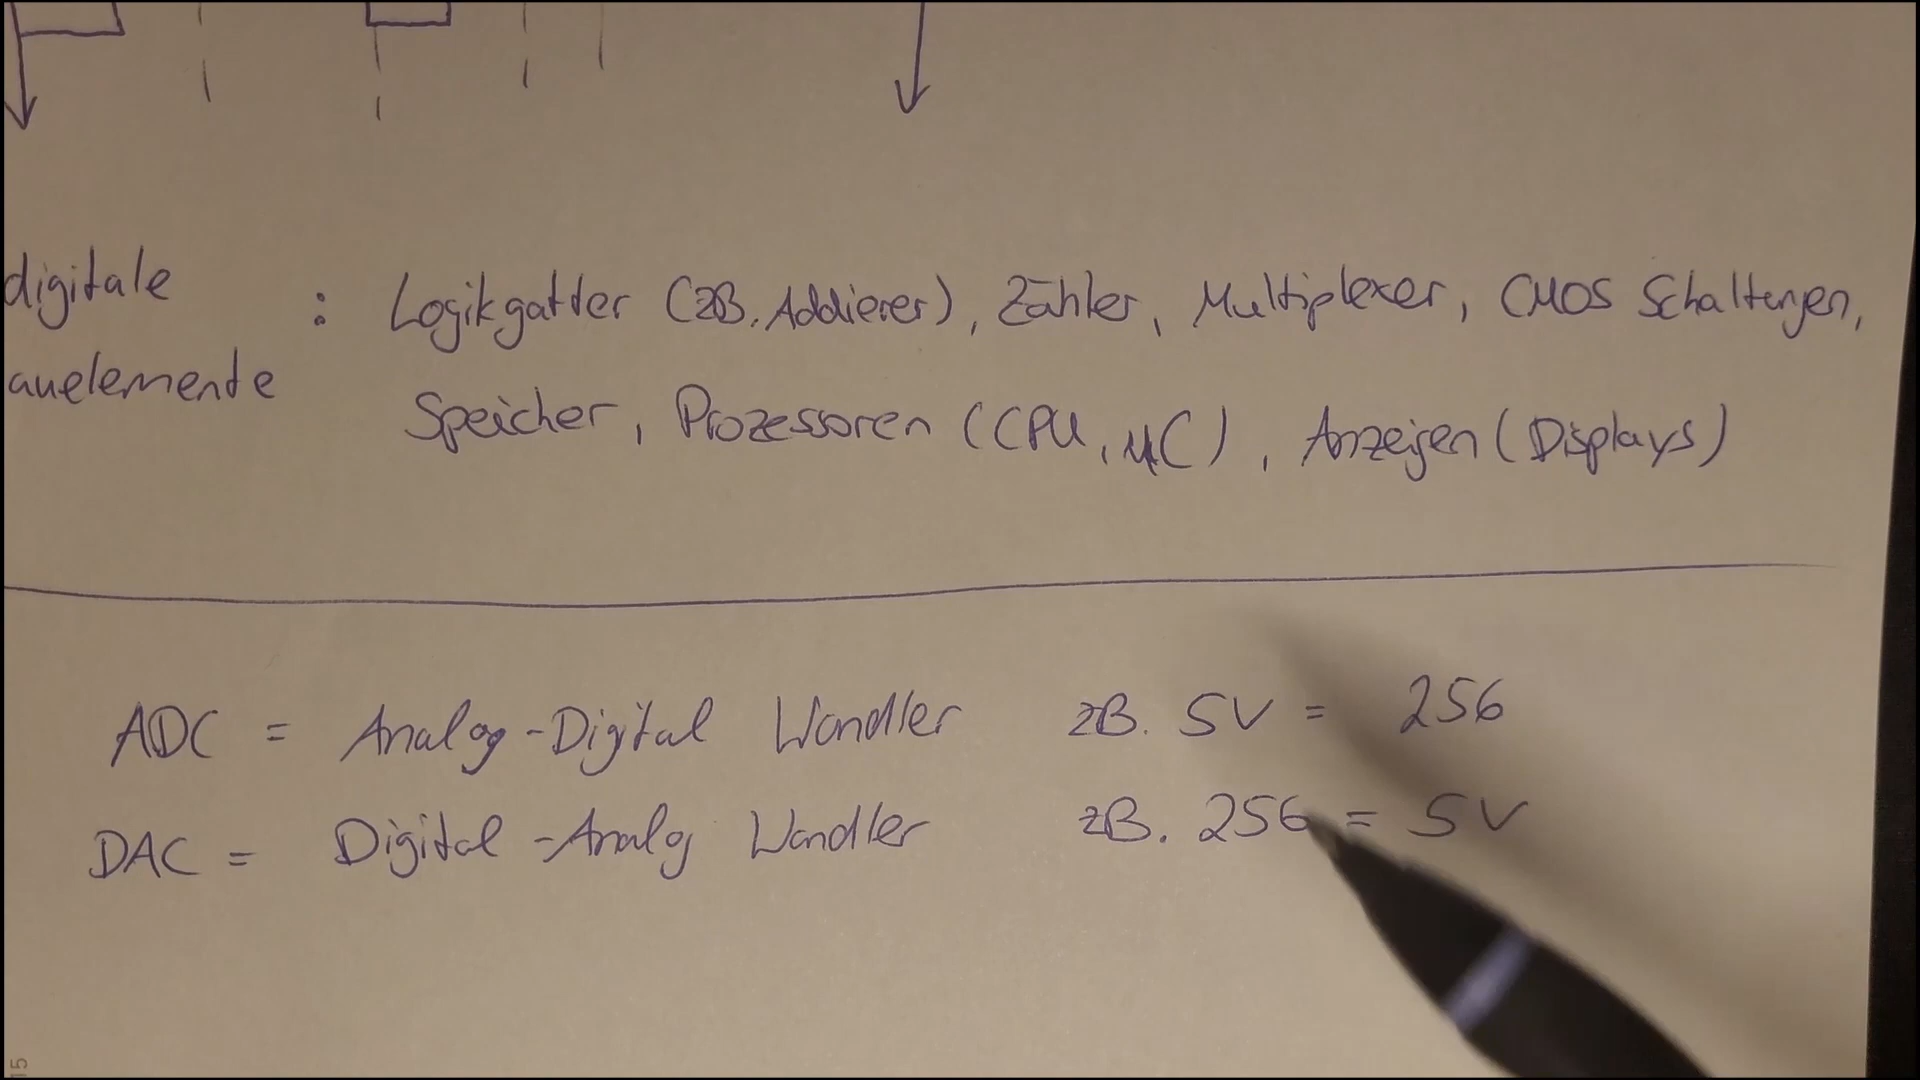 digitale : Logikgatter (zB. Addierer), Zähler, Multiplexer, CMOS Schaltungen,
auelemente Speicher, Prozessoren (CPU, µC), Anzeigen (Displays)
ADC = Analog-Digital Wandler zB. 5V = 256
DAC = Digital-Analog Wandler zB. 256 = 5V
15